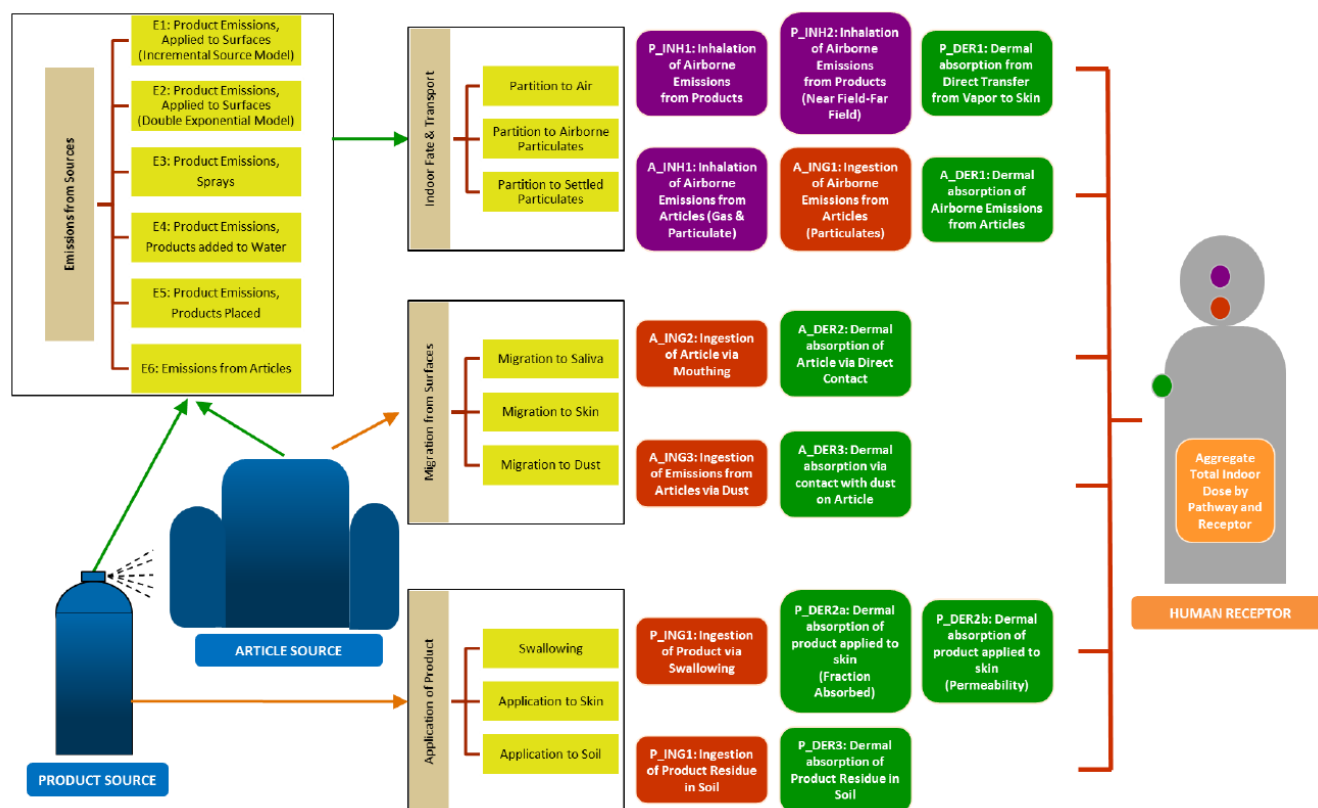 Emissions from Sources
E1: Product Emissions,
Applied to Surfaces
(Incremental Source Model)
E2: Product Emissions,
Applied to Surfaces
(Double Exponential Model)
E3: Product Emissions,
Sprays
E4: Product Emissions,
Products added to Water
E5: Product Emissions,
Products Placed
E6: Emissions from Articles
Indoor Fate & Transport
Partition to Air
Partition to Airborne
Particulates
Partition to Settled
Particulates
P_INH1: Inhalation
of Airborne
Emissions
from Products
P_INH2: Inhalation
of Airborne
Emissions
from Products
(Near Field-Far
Field)
P_DER1: Dermal
absorption from
Direct Transfer
from Vapor to Skin
A_INH1: Inhalation
of Airborne
Emissions from
Articles (Gas &
Particulate)
A_ING1: Ingestion
of Airborne
Emissions from
Articles
(Particulates)
A_DER1: Dermal
absorption of
Airborne Emissions
from Articles
Migration from Surfaces
Migration to Saliva
Migration to Skin
Migration to Dust
A_ING2: Ingestion
of Article via
Mouthing
A_DER2: Dermal
absorption of
Article via Direct
Contact
A_ING3: Ingestion
of Emissions from
Articles via Dust
A_DER3: Dermal
absorption via
contact with dust
on Article
Application of Product
Swallowing
Application to Skin
Application to Soil
P_ING1: Ingestion
of Product via
Swallowing
P_DER2a: Dermal
absorption of
product applied to
skin
(Fraction
Absorbed)
P_DER2b: Dermal
absorption of
product applied to
skin
(Permeability)
P_ING1: Ingestion
of Product Residue
in Soil
P_DER3: Dermal
absorption of
Product Residue in
Soil
ARTICLE SOURCE
PRODUCT SOURCE
Aggregate
Total Indoor
Dose by
Pathway and
Receptor
HUMAN RECEPTOR